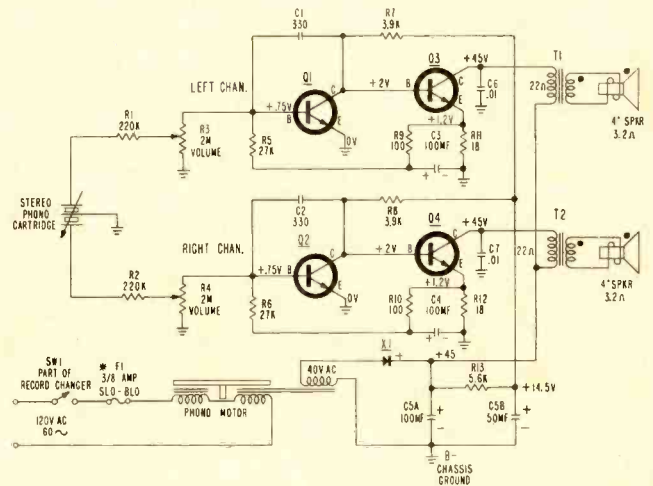 C1
330
R7
3.9K
LEFT CHAN.
Q1
Q3
+45V
T1
+.75V
B
C
E
0V
+2V
B
C
E
+1.2V
C6
.01
22Ω
4" SPKR
3.2Ω
R1
220K
R3
2M
VOLUME
R5
27K
R9
100
C3
100MF
+ -
R11
18
STEREO
PHONO
CARTRIDGE
C2
330
R8
3.9K
RIGHT CHAN.
Q2
Q4
+45V
T2
+.75V
B
C
E
0V
+2V
B
C
E
+1.2V
C7
.01
22Ω
4" SPKR
3.2Ω
R2
220K
R4
2M
VOLUME
R6
27K
R10
100
C4
100MF
+ -
R12
18
SW1
PART OF
RECORD CHANGER
* F1
3/8 AMP
SLO-BLO
120V AC
60~
PHONO MOTOR
40V AC
X1
+
+45
R13
5.6K
+14.5V
C5A
100MF
+
-
C5B
50MF
+
-
B-
CHASSIS
GROUND